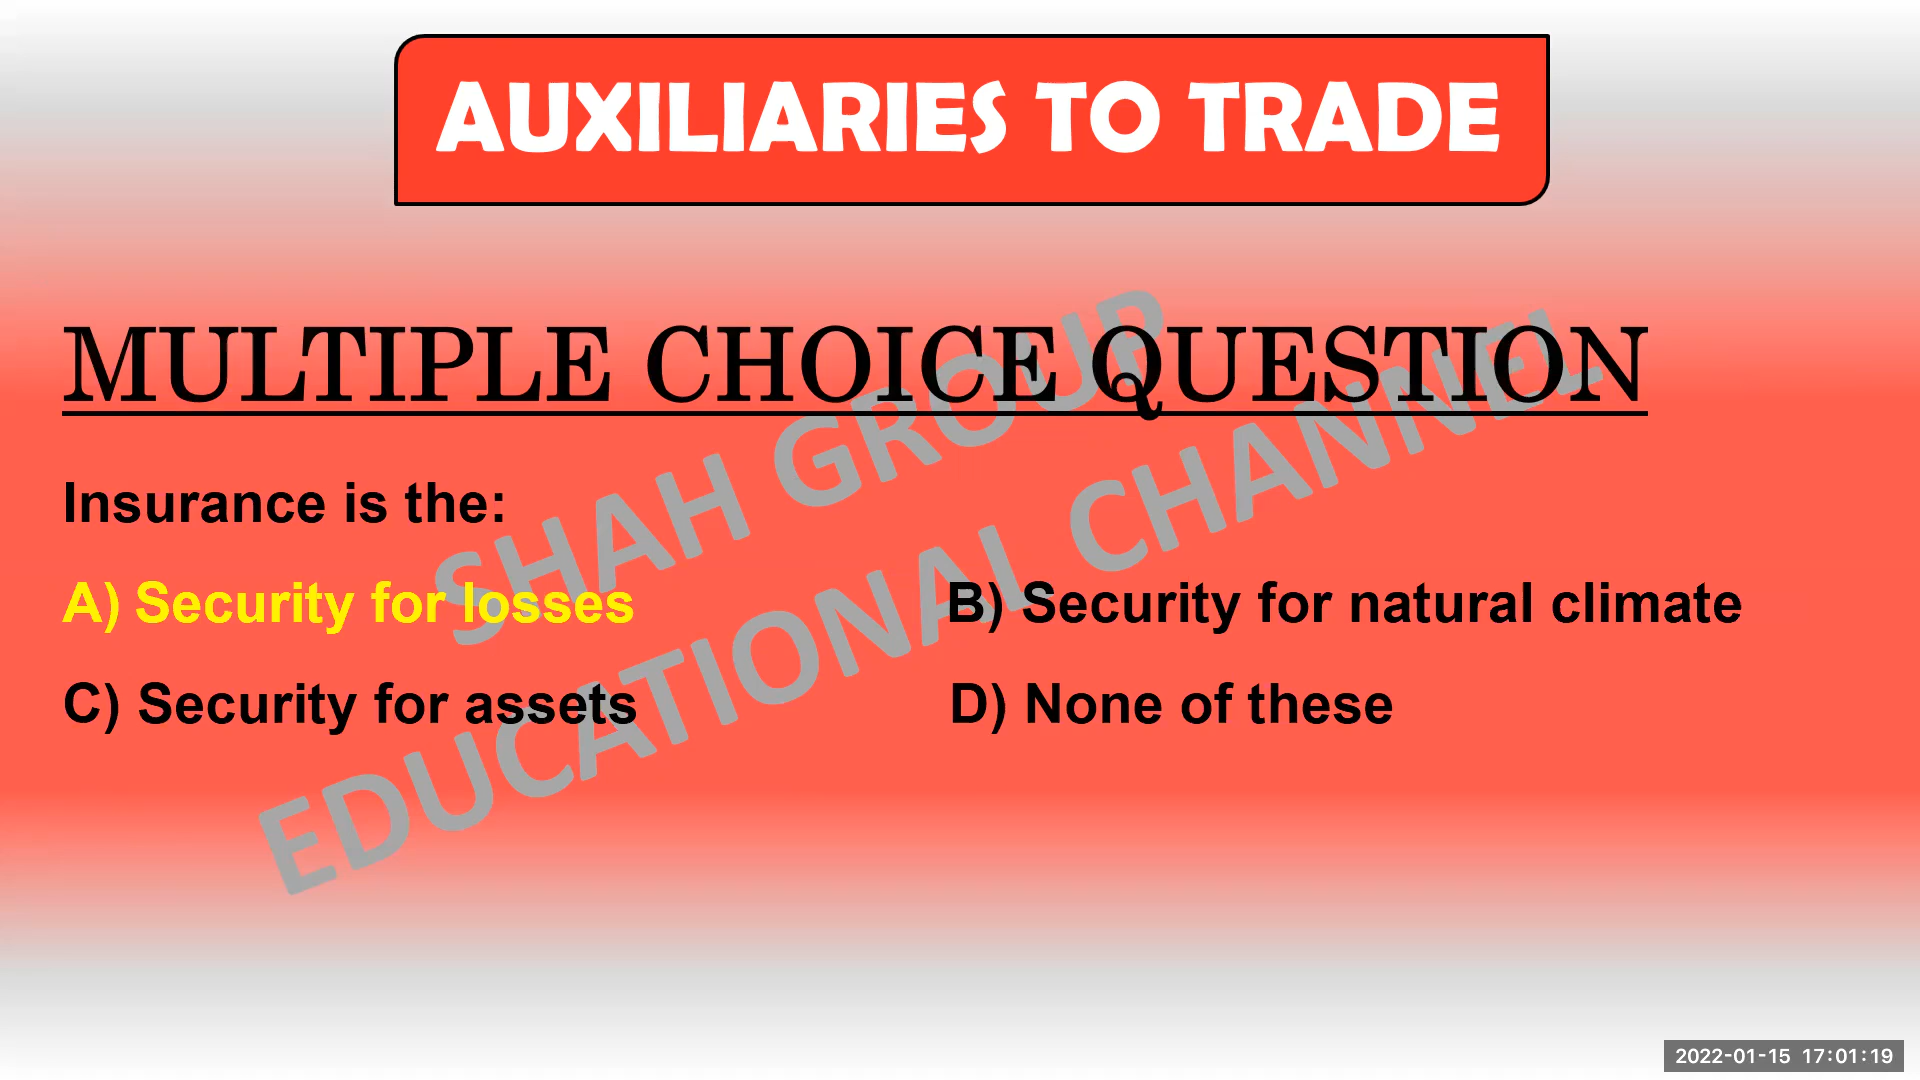 AUXILIARIES TO TRADE
MULTIPLE CHOICE QUESTION
Insurance is the:
A) Security for losses
B) Security for natural climate
C) Security for assets
D) None of these
SHAH GROUP
EDUCATIONAL CHANNEL
2022-01-15 17:01:19